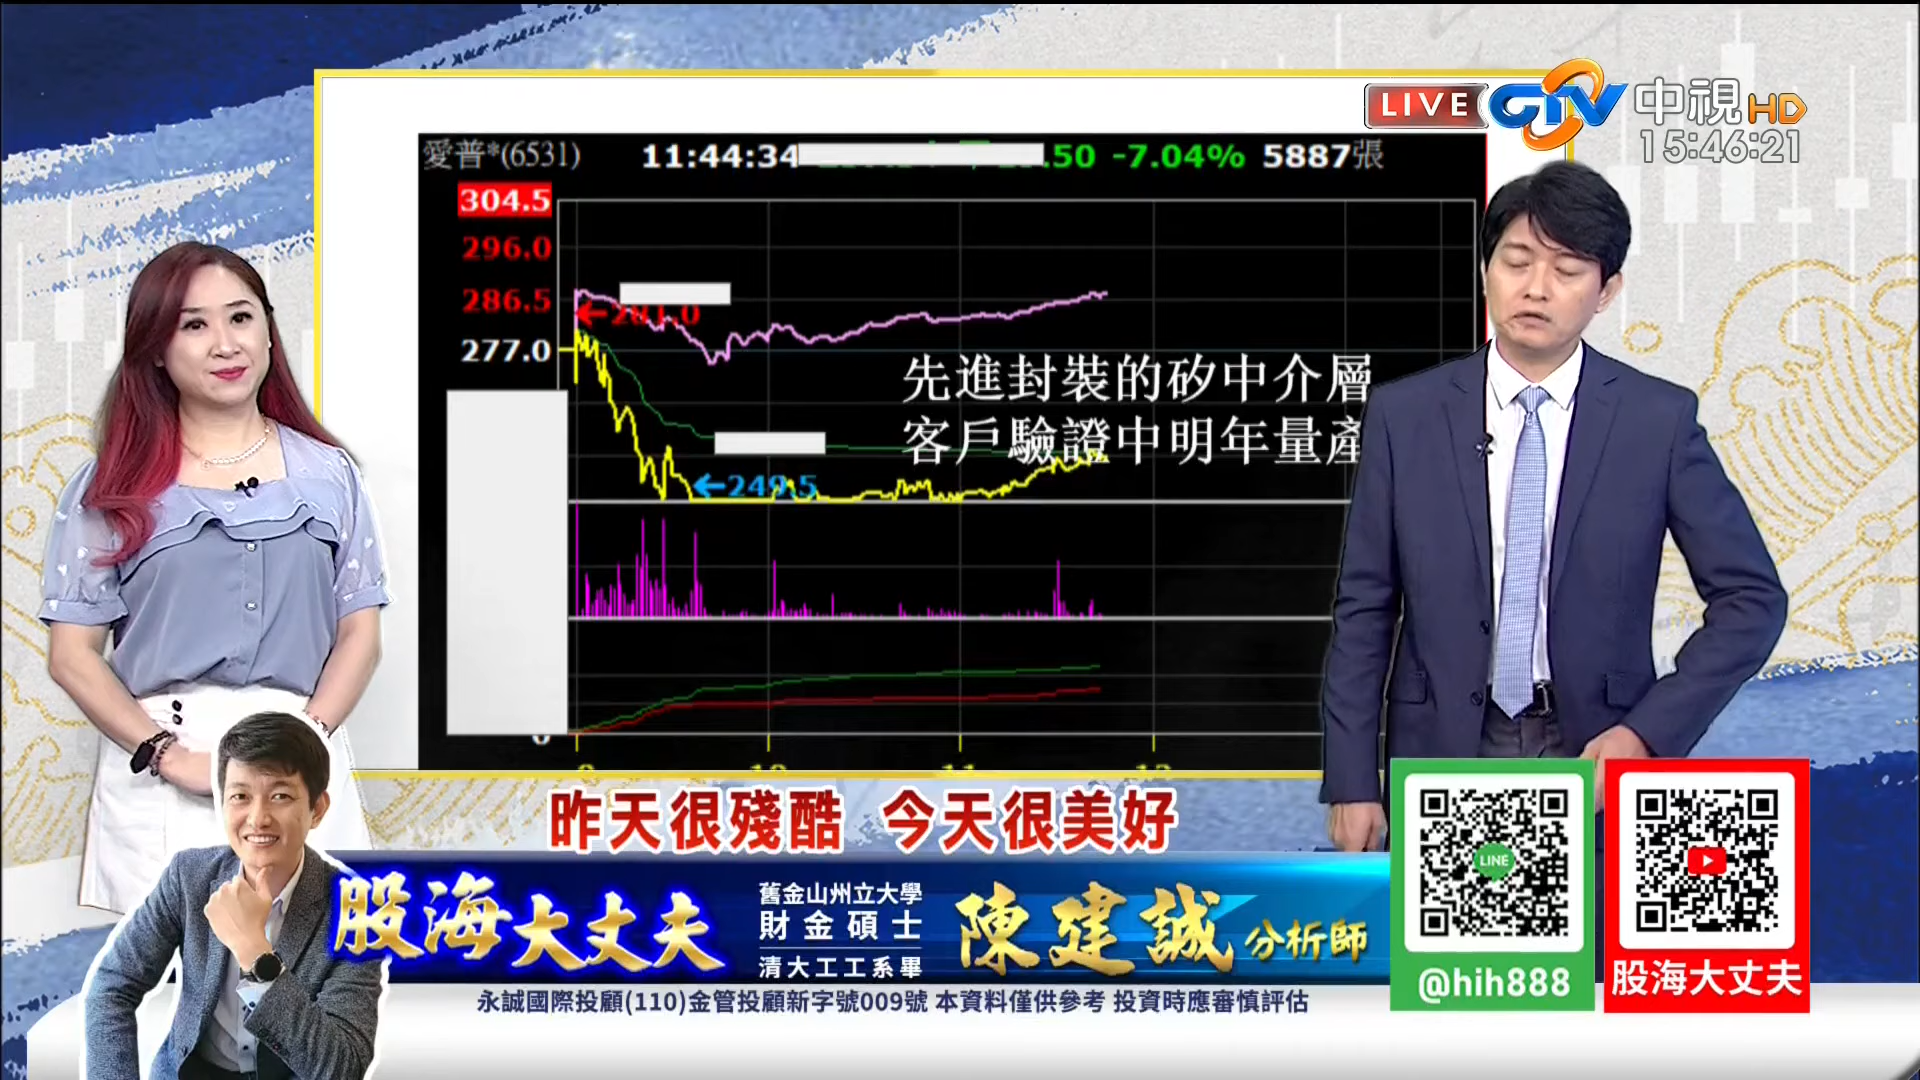 LIVE CTV 中視HD
15:46:21
愛普*(6531) 11:44:34 .50 -7.04% 5887張
304.5
296.0
286.5
←281.0
277.0
先進封裝的矽中介層
客戶驗證中明年量產
←249.5
昨天很殘酷 今天很美好
股海大丈夫
舊金山州立大學
財金碩士
清大工工系畢
陳建誠 分析師
LINE
@hih888
股海大丈夫
永誠國際投顧(110)金管投顧新字號009號 本資料僅供參考 投資時應審慎評估